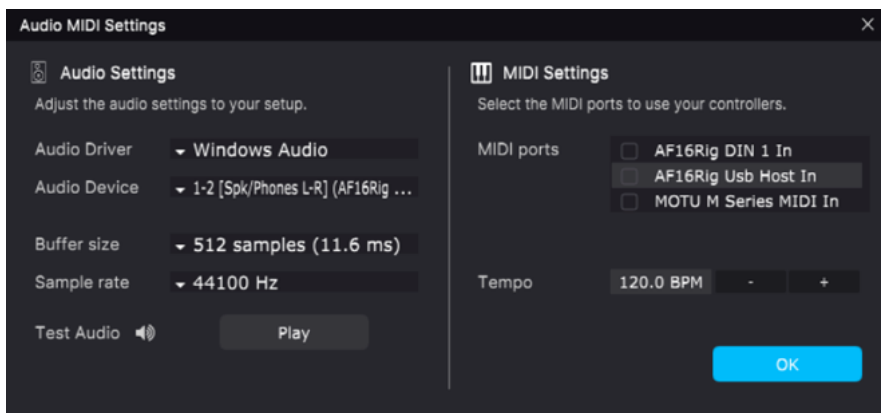 Audio MIDI Settings
Audio Settings
Adjust the audio settings to your setup.
Audio Driver Windows Audio
Audio Device 1-2 [Spk/Phones L-R] (AF16Rig ...
Buffer size 512 samples (11.6 ms)
Sample rate 44100 Hz
Test Audio Play
MIDI Settings
Select the MIDI ports to use your controllers.
MIDI ports AF16Rig DIN 1 In
AF16Rig Usb Host In
MOTU M Series MIDI In
Tempo 120.0 BPM - +
OK